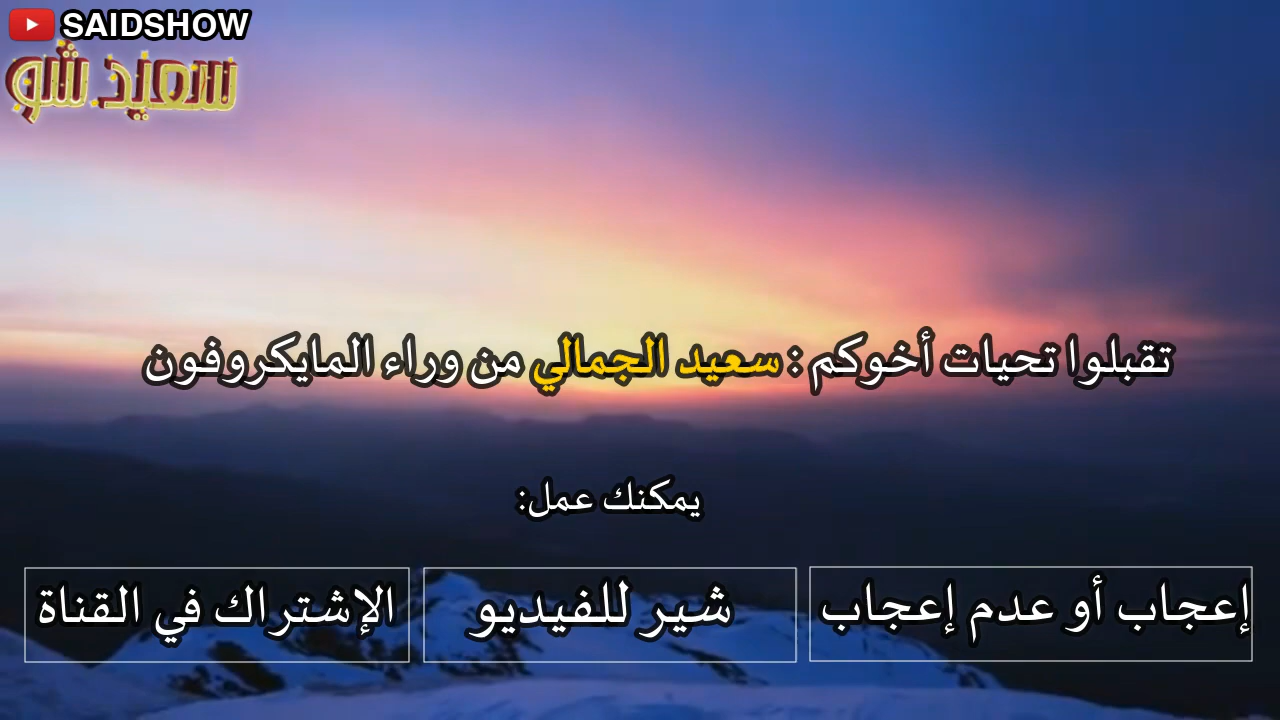 SAIDSHOW
سعيد شو
تقبلوا تحيات أخوكم : سعيد الجمالي من وراء المايكروفون
يمكنك عمل:
إعجاب أو عدم إعجاب
شير للفيديو
الإشتراك في القناة